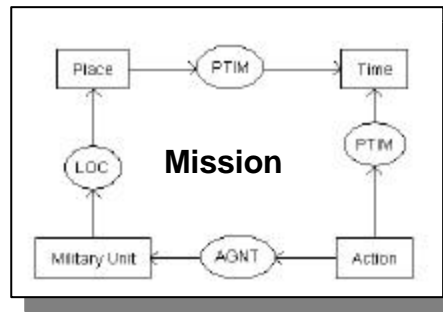 Place PTIM Time
LOC Mission PTIM
Military Unit AGNT Action